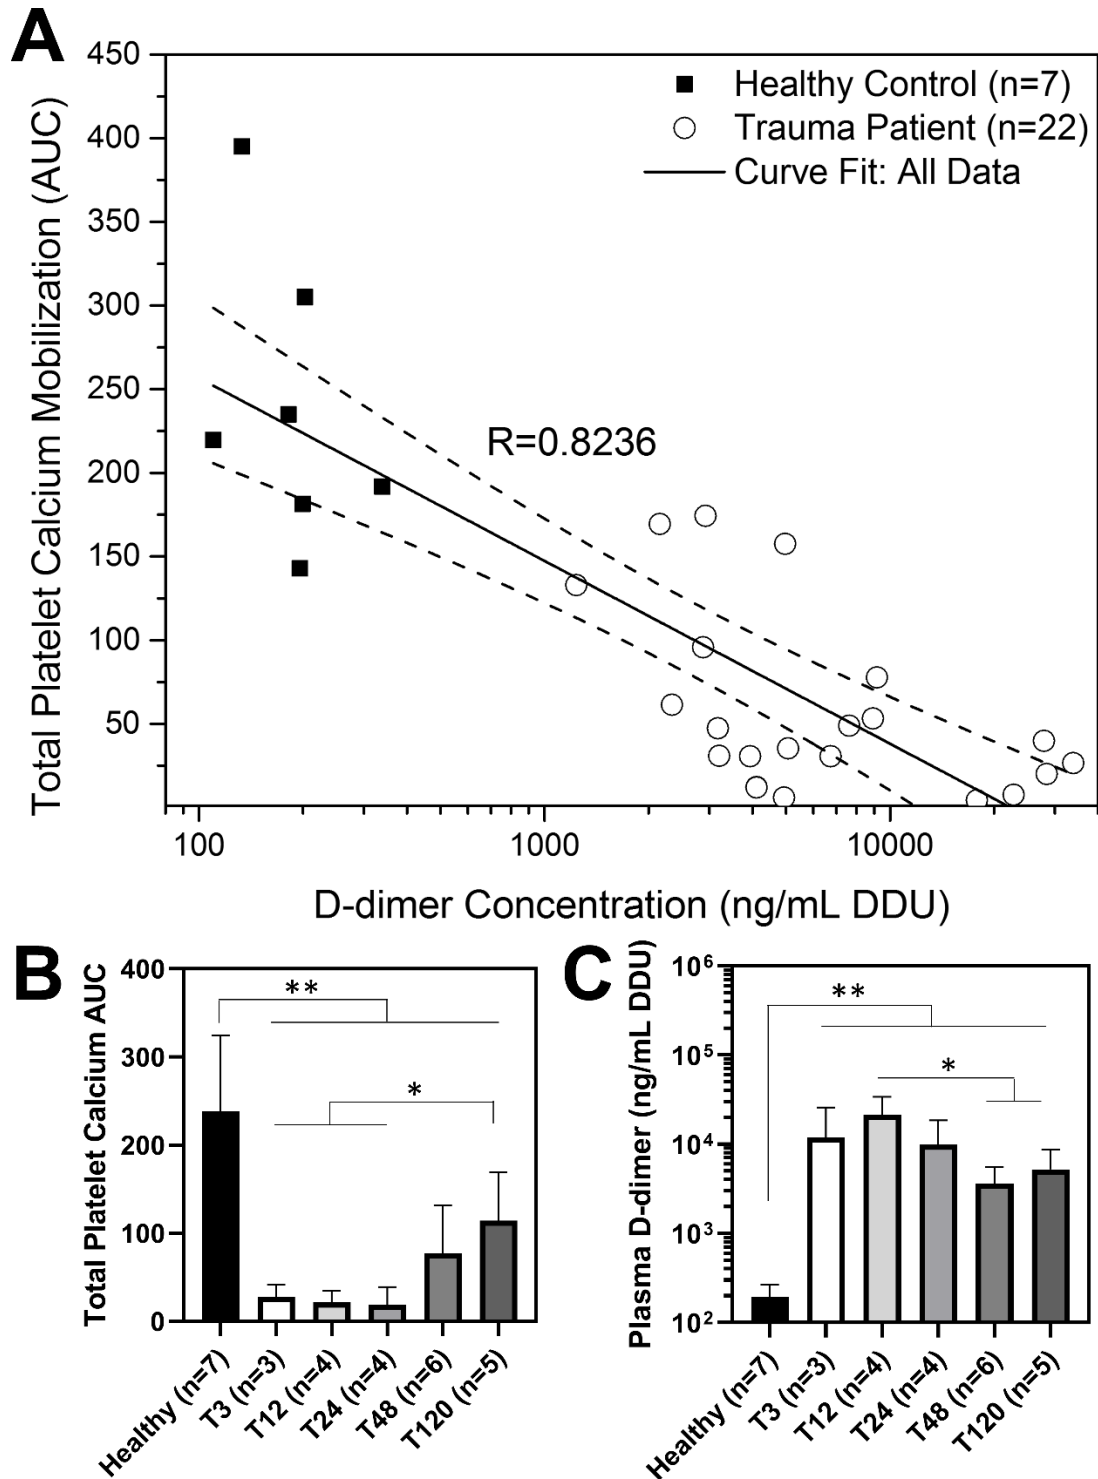 A
450
400
350
300
250
200
150
100
50
Total Platelet Calcium Mobilization (AUC)
Healthy Control (n=7)
Trauma Patient (n=22)
Curve Fit: All Data
R=0.8236
100
1000
10000
D-dimer Concentration (ng/mL DDU)
B
Total Platelet Calcium AUC
400
300
200
100
0
**
*
Healthy (n=7)
T3 (n=3)
T12 (n=4)
T24 (n=4)
T48 (n=6)
T120 (n=5)
C
Plasma D-dimer (ng/mL DDU)
10⁶
10⁵
10⁴
10³
10²
**
*
Healthy (n=7)
T3 (n=3)
T12 (n=4)
T24 (n=4)
T48 (n=6)
T120 (n=5)